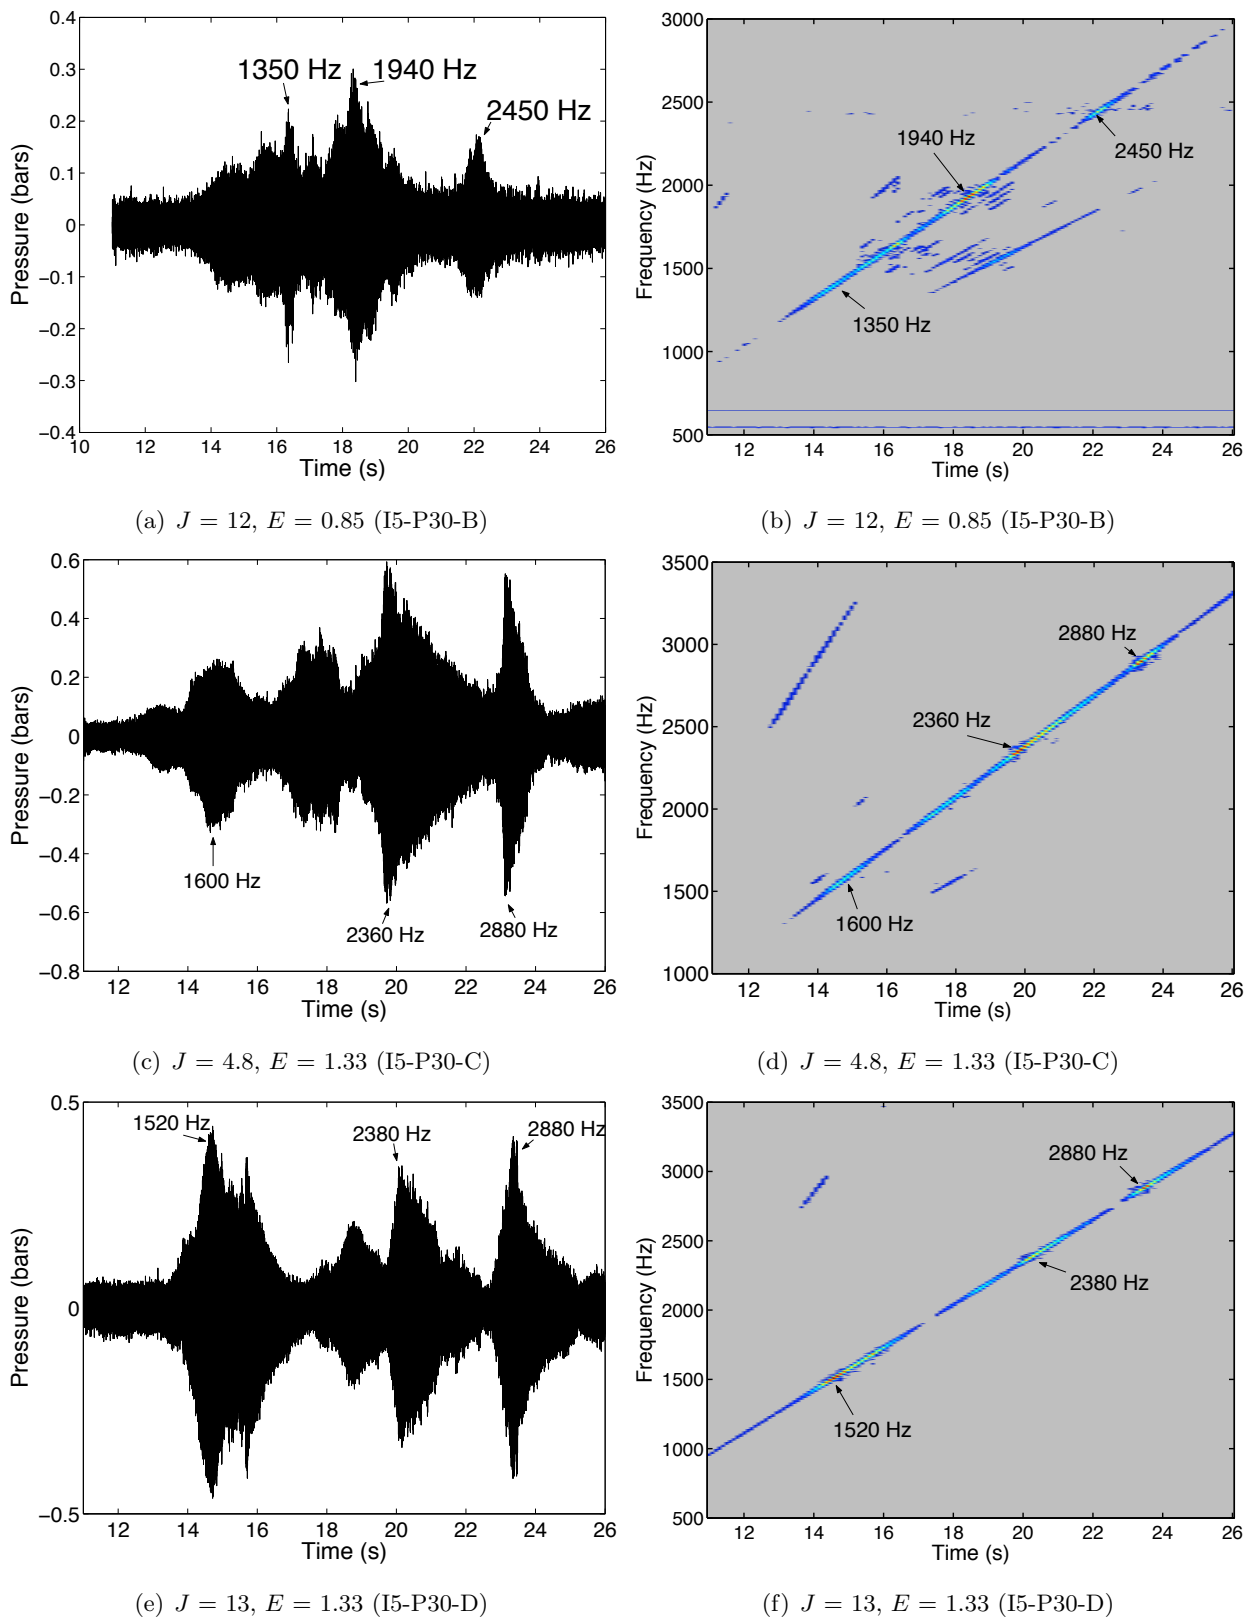 0.4
0.3
0.2
0.1
0
−0.1
−0.2
−0.3
−0.4
Pressure (bars)
1350 Hz
1940 Hz
2450 Hz
10 12 14 16 18 20 22 24 26
Time (s)
3000
2500
2000
1500
1000
500
Frequency (Hz)
1940 Hz
2450 Hz
1350 Hz
12 14 16 18 20 22 24 26
Time (s)
(a) J = 12, E = 0.85 (I5-P30-B)
(b) J = 12, E = 0.85 (I5-P30-B)
0.6
0.4
0.2
0
−0.2
−0.4
−0.6
−0.8
Pressure (bars)
1600 Hz
2360 Hz
2880 Hz
12 14 16 18 20 22 24 26
Time (s)
3500
3000
2500
2000
1500
1000
Frequency (Hz)
2880 Hz
2360 Hz
1600 Hz
12 14 16 18 20 22 24 26
Time (s)
(c) J = 4.8, E = 1.33 (I5-P30-C)
(d) J = 4.8, E = 1.33 (I5-P30-C)
0.5
0
−0.5
Pressure (bars)
1520 Hz
2380 Hz
2880 Hz
12 14 16 18 20 22 24 26
Time (s)
3500
3000
2500
2000
1500
1000
500
Frequency (Hz)
2880 Hz
2380 Hz
1520 Hz
12 14 16 18 20 22 24 26
Time (s)
(e) J = 13, E = 1.33 (I5-P30-D)
(f) J = 13, E = 1.33 (I5-P30-D)